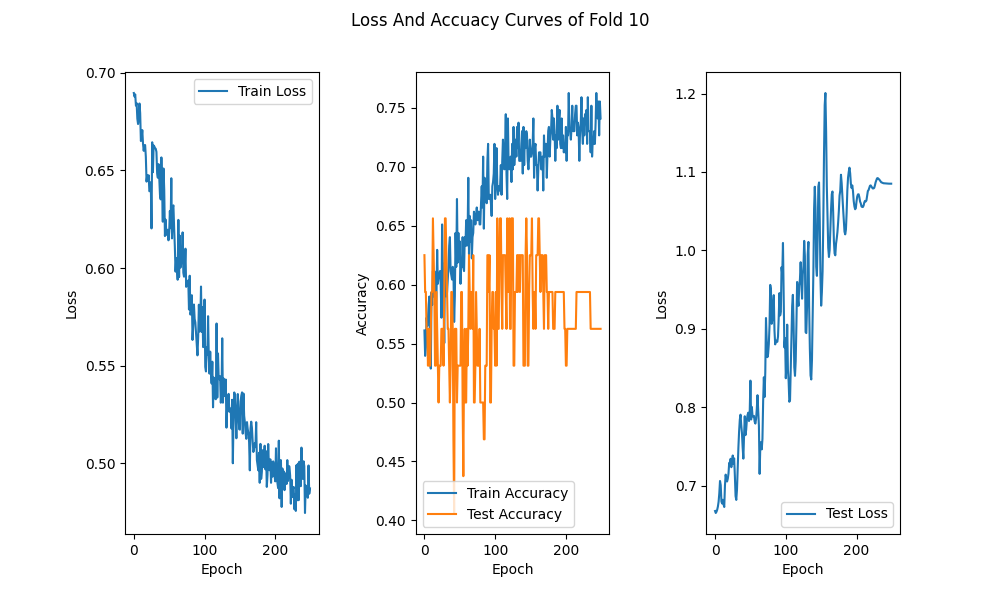 Loss And Accuacy Curves of Fold 10
0.70
0.65
0.60
0.55
0.50
Loss
0 100 200
Epoch
Train Loss
0.75
0.70
0.65
0.60
0.55
0.50
0.45
0.40
Accuracy
0 100 200
Epoch
Train Accuracy
Test Accuracy
1.2
1.1
1.0
0.9
0.8
0.7
Loss
0 100 200
Epoch
Test Loss